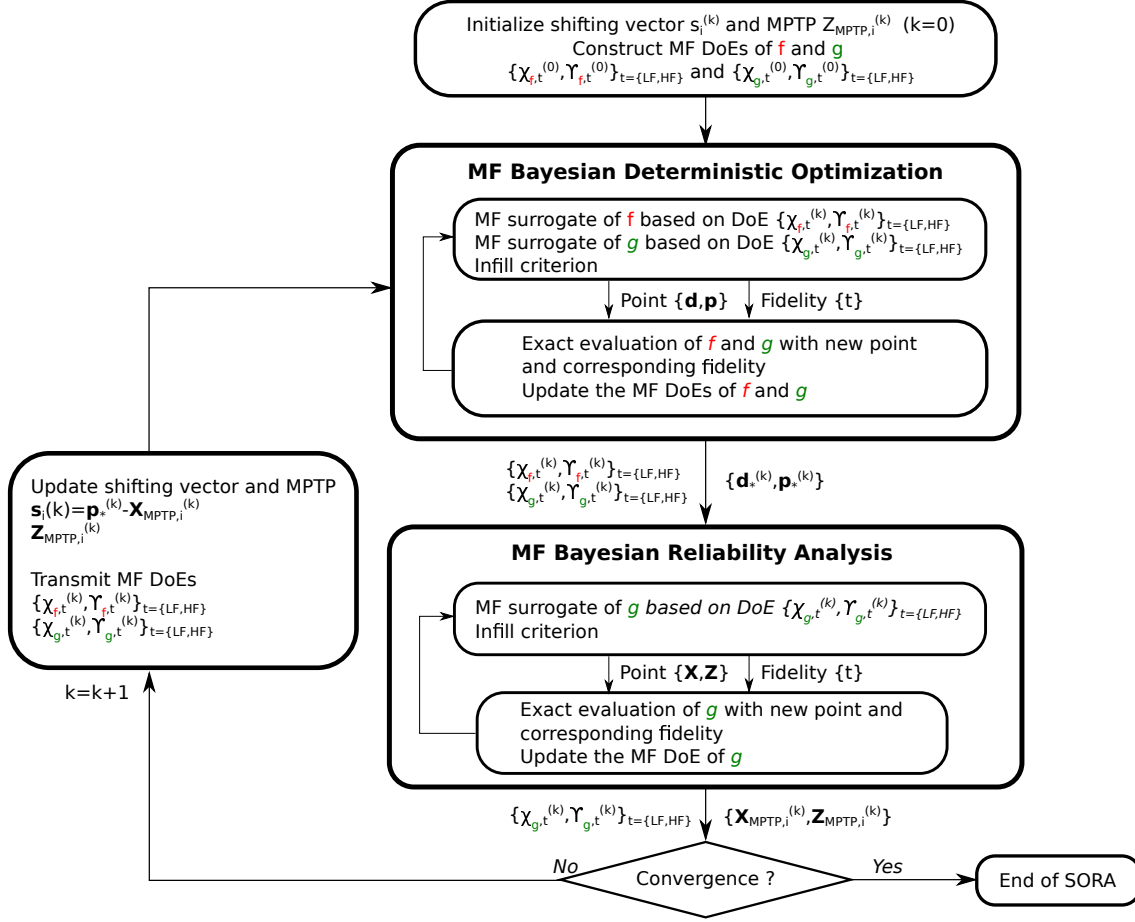 Initialize shifting vector s_i^(k) and MPTP Z_MPTP,i^(k) (k=0)
Construct MF DoEs of f and g
{χ_f,t^(0),ϒ_f,t^(0)}_t={LF,HF} and {χ_g,t^(0),ϒ_g,t^(0)}_t={LF,HF}
MF Bayesian Deterministic Optimization
MF surrogate of f based on DoE {χ_f,t^(k),ϒ_f,t^(k)}_t={LF,HF}
MF surrogate of g based on DoE {χ_g,t^(k),ϒ_g,t^(k)}_t={LF,HF}
Infill criterion
Point {d,p}
Fidelity {t}
Exact evaluation of f and g with new point
and corresponding fidelity
Update the MF DoEs of f and g
{χ_f,t^(k),ϒ_f,t^(k)}_t={LF,HF}
{χ_g,t^(k),ϒ_g,t^(k)}_t={LF,HF}
{d_*^(k),p_*^(k)}
MF Bayesian Reliability Analysis
MF surrogate of g based on DoE {χ_g,t^(k),ϒ_g,t^(k)}_t={LF,HF}
Infill criterion
Point {X,Z}
Fidelity {t}
Exact evaluation of g with new point and
corresponding fidelity
Update the MF DoE of g
{χ_g,t^(k),ϒ_g,t^(k)}_t={LF,HF}
{X_MPTP,i^(k),Z_MPTP,i^(k)}
Convergence ?
Yes
End of SORA
No
k=k+1
Update shifting vector and MPTP
s_i(k)=p_*^(k)-X_MPTP,i^(k)
Z_MPTP,i^(k)
Transmit MF DoEs
{χ_f,t^(k),ϒ_f,t^(k)}_t={LF,HF}
{χ_g,t^(k),ϒ_g,t^(k)}_t={LF,HF}